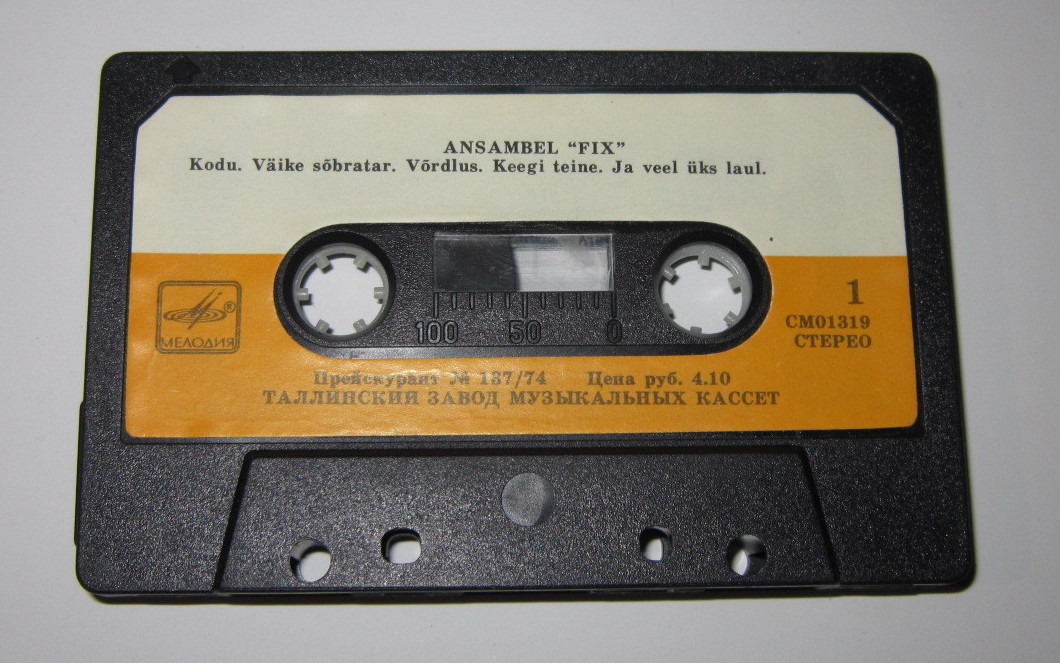 ANSAMBEL “FIX”
Kodu. Väike sõbratar. Võrdlus. Keegi teine. Ja veel üks laul.
100 50 0
®
МЕЛОДИЯ
1
СМ01319
СТЕРЕО
Прейскурант № 137/74 Цена руб. 4.10
ТАЛЛИНСКИЙ ЗАВОД МУЗЫКАЛЬНЫХ КАССЕТ